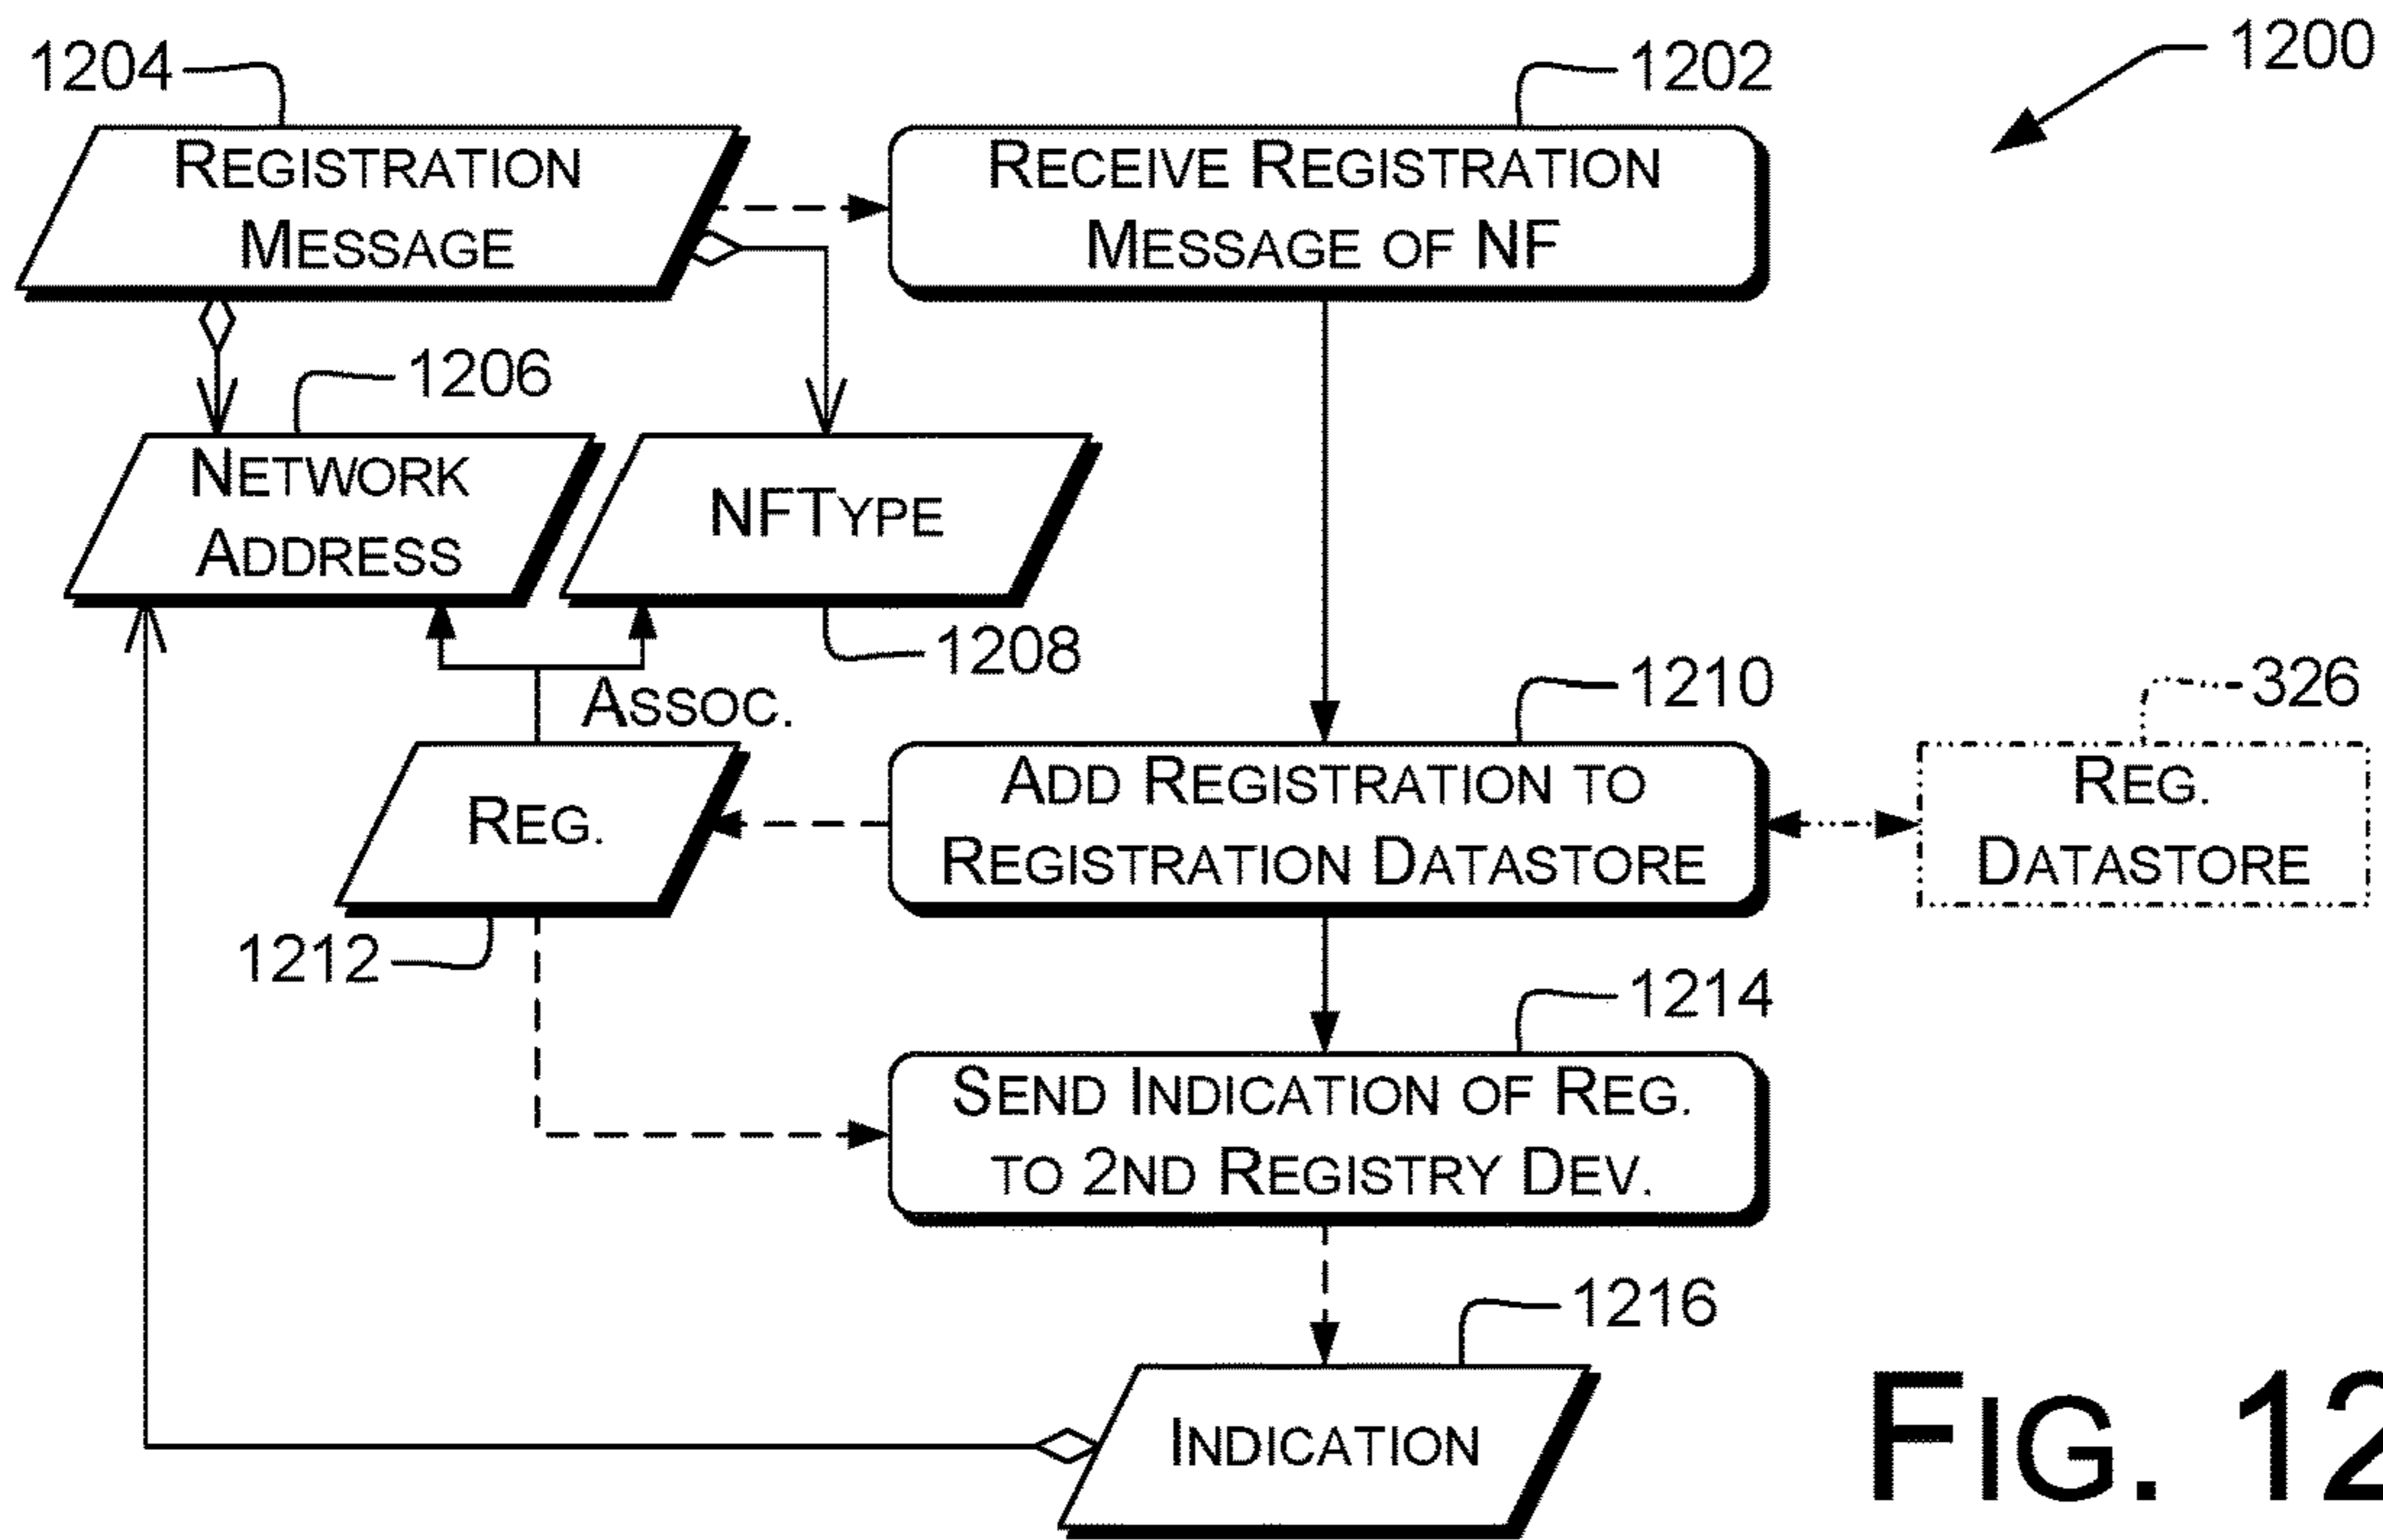 1200
1204
1202
REGISTRATION
MESSAGE
RECEIVE REGISTRATION
MESSAGE OF NF
1206
NETWORK
ADDRESS
NFTYPE
1208
ASSOC.
1210
326
REG.
ADD REGISTRATION TO
REGISTRATION DATASTORE
REG.
DATASTORE
1212
1214
SEND INDICATION OF REG.
TO 2ND REGISTRY DEV.
1216
INDICATION
FIG. 12